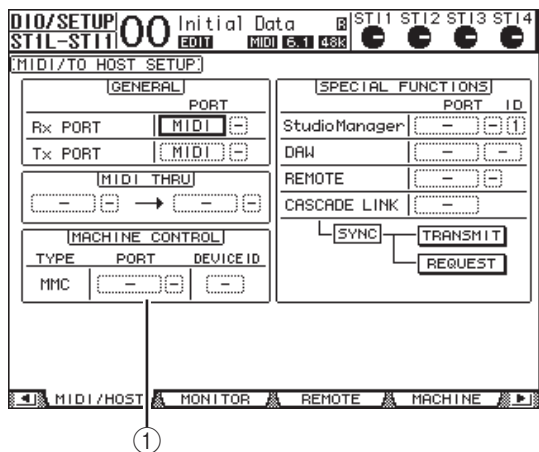 DIO/SETUP 00 Initial Data R ST11 ST12 ST13 ST14
ST1L-ST11 EDIT MIDI 6.1 48K
MIDI/TO HOST SETUP
GENERAL
PORT
Rx PORT MIDI -
Tx PORT MIDI -
MIDI THRU
- - → - -
MACHINE CONTROL
TYPE PORT DEVICE ID
MMC - - -
SPECIAL FUNCTIONS
PORT ID
StudioManager - - 1
DAW - -
REMOTE - -
CASCADE LINK -
SYNC TRANSMIT
REQUEST
MIDI/HOST MONITOR REMOTE MACHINE
1